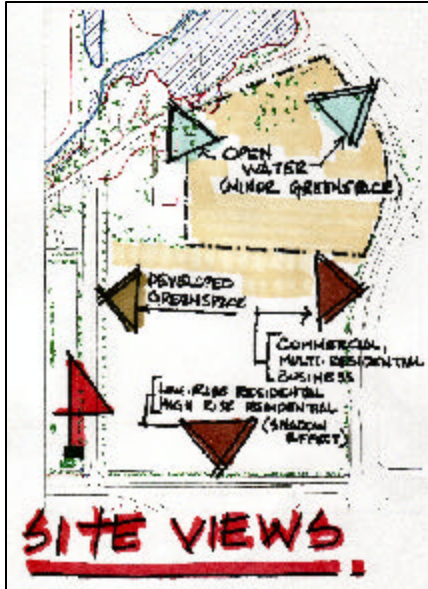 OPEN
WATER
(MINOR GREENSPACE)
DEVELOPED
GREENSPACE
COMMERCIAL,
MULTI-RESIDENTIAL
BUSINESS
LOW-RISE RESIDENTIAL
HIGH RISE RESIDENTIAL
(SHADOW
EFFECT)
SITE VIEWS